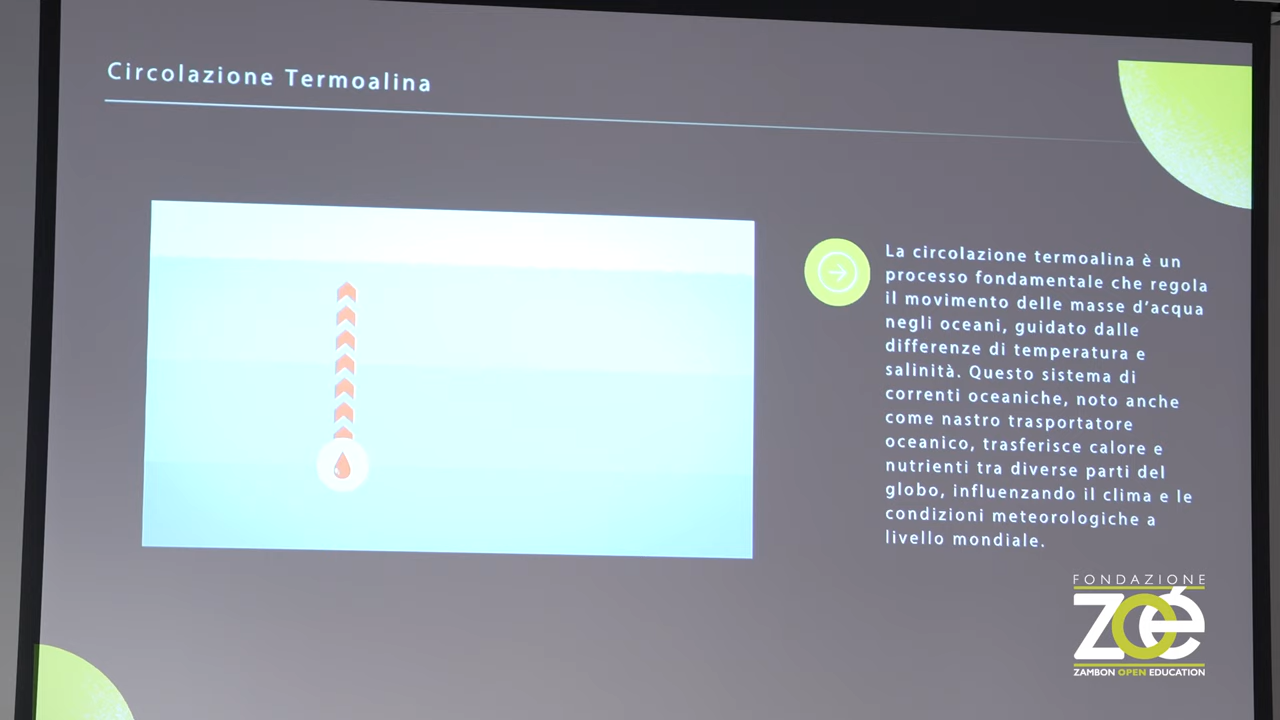 Circolazione Termoalina
La circolazione termoalina è un
processo fondamentale che regola
il movimento delle masse d'acqua
negli oceani, guidato dalle
differenze di temperatura e
salinità. Questo sistema di
correnti oceaniche, noto anche
come nastro trasportatore
oceanico, trasferisce calore e
nutrienti tra diverse parti del
globo, influenzando il clima e le
condizioni meteorologiche a
livello mondiale.
FONDAZIONE
Zoé
ZAMBON OPEN EDUCATION